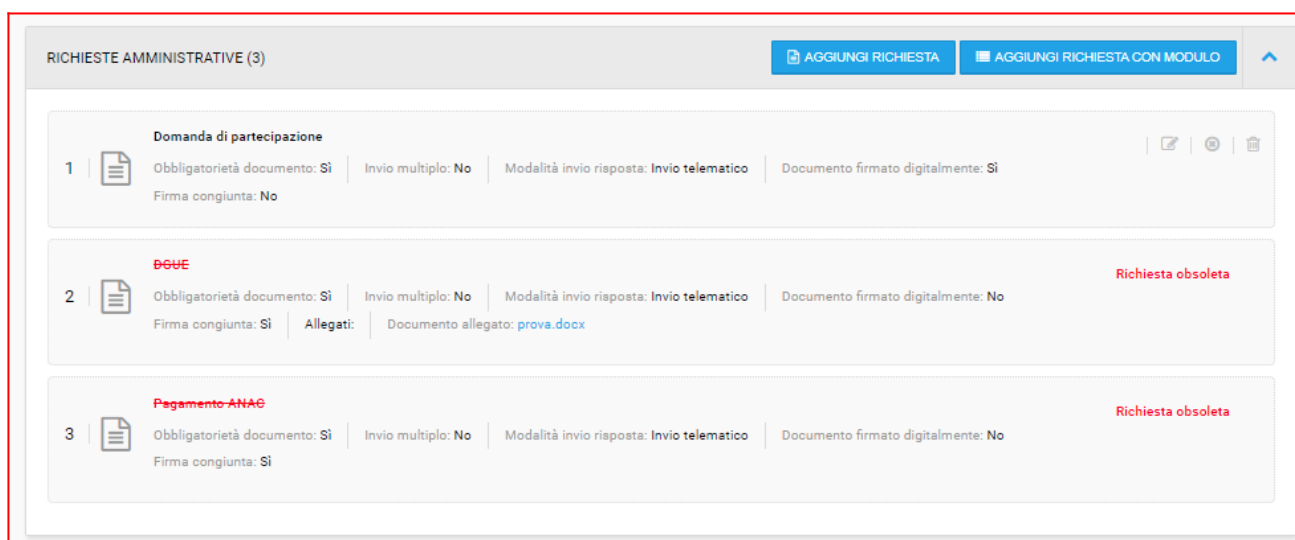 RICHIESTE AMMINISTRATIVE (3) AGGIUNGI RICHIESTA AGGIUNGI RICHIESTA CON MODULO
Domanda di partecipazione
1 Obbligatorietà documento: Sì Invio multiplo: No Modalità invio risposta: Invio telematico Documento firmato digitalmente: Sì
Firma congiunta: No
DGUE
Richiesta obsoleta
2 Obbligatorietà documento: Sì Invio multiplo: No Modalità invio risposta: Invio telematico Documento firmato digitalmente: No
Firma congiunta: Sì Allegati: Documento allegato: prova.docx
Pagamento ANAC
Richiesta obsoleta
3 Obbligatorietà documento: Sì Invio multiplo: No Modalità invio risposta: Invio telematico Documento firmato digitalmente: No
Firma congiunta: Sì